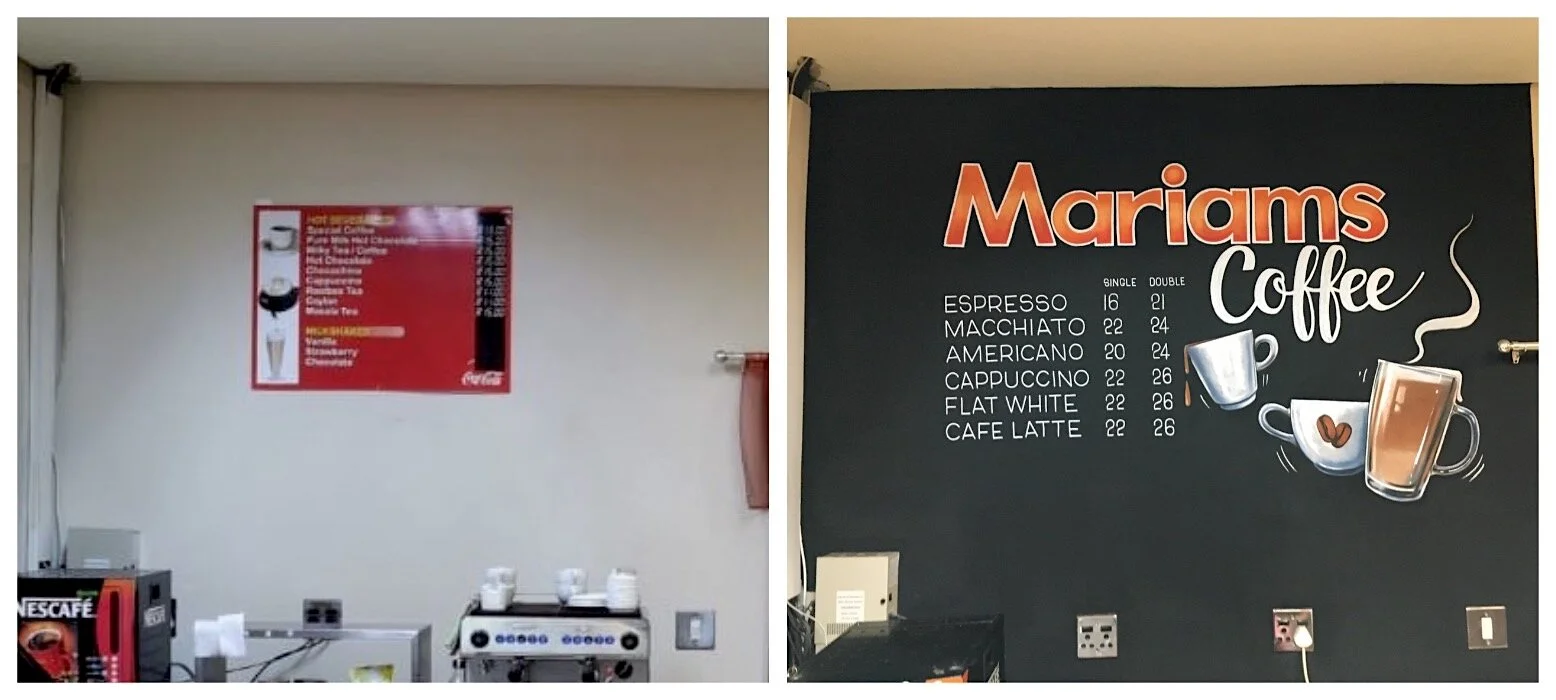 HOT BEVERAGES
Special Coffee
Pure Milk Hot Chocolate
Milky Tea / Coffee
Hot Chocolate
Chocachino
Cappuccino
Rooibos Tea
Ceylon
Masala Tea
MILKSHAKES
Vanilla
Strawberry
Chocolate
Coca-Cola
NESCAFÉ
NESCAFÉ
Mariams
Coffee
SINGLE DOUBLE
ESPRESSO 16 21
MACCHIATO 22 24
AMERICANO 20 24
CAPPUCCINO 22 26
FLAT WHITE 22 26
CAFE LATTE 22 26